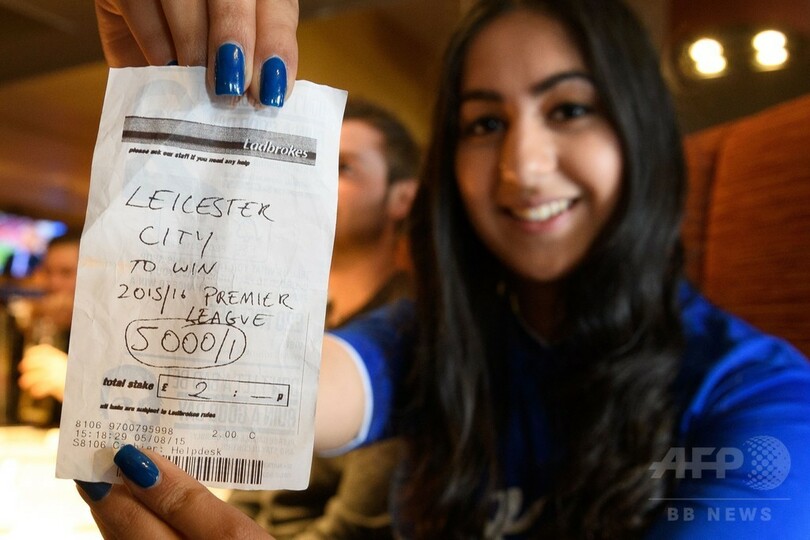 Ladbrokes
please ask our staff if you need any help
LEICESTER
CITY
TO WIN
2015/16 PREMIER
LEAGUE
5000/1
total stake £ 2 : — p
all bets are subject to Ladbrokes rules
8106 9700795998 2.00 C
15:18:29 05/08/15
S8106 Cashier: Helpdesk
AFP
BB NEWS